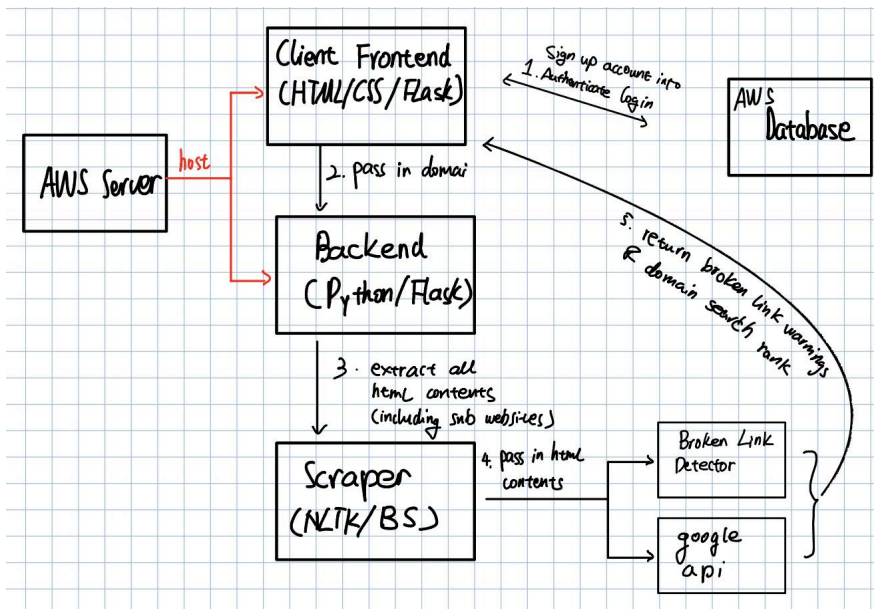 Client Frontend
(HTML/CSS/Flask)
Sign up account into
1. Authenticate login
AWS
Database
AWS Server
host
2. pass in domai
Backend
(Python/Flask)
5. return broken link warnings
& domain search rank
3. extract all
html contents
(including sub websites)
Scraper
(NLTK/BS)
4. pass in html
contents
Broken Link
Detector
google
api